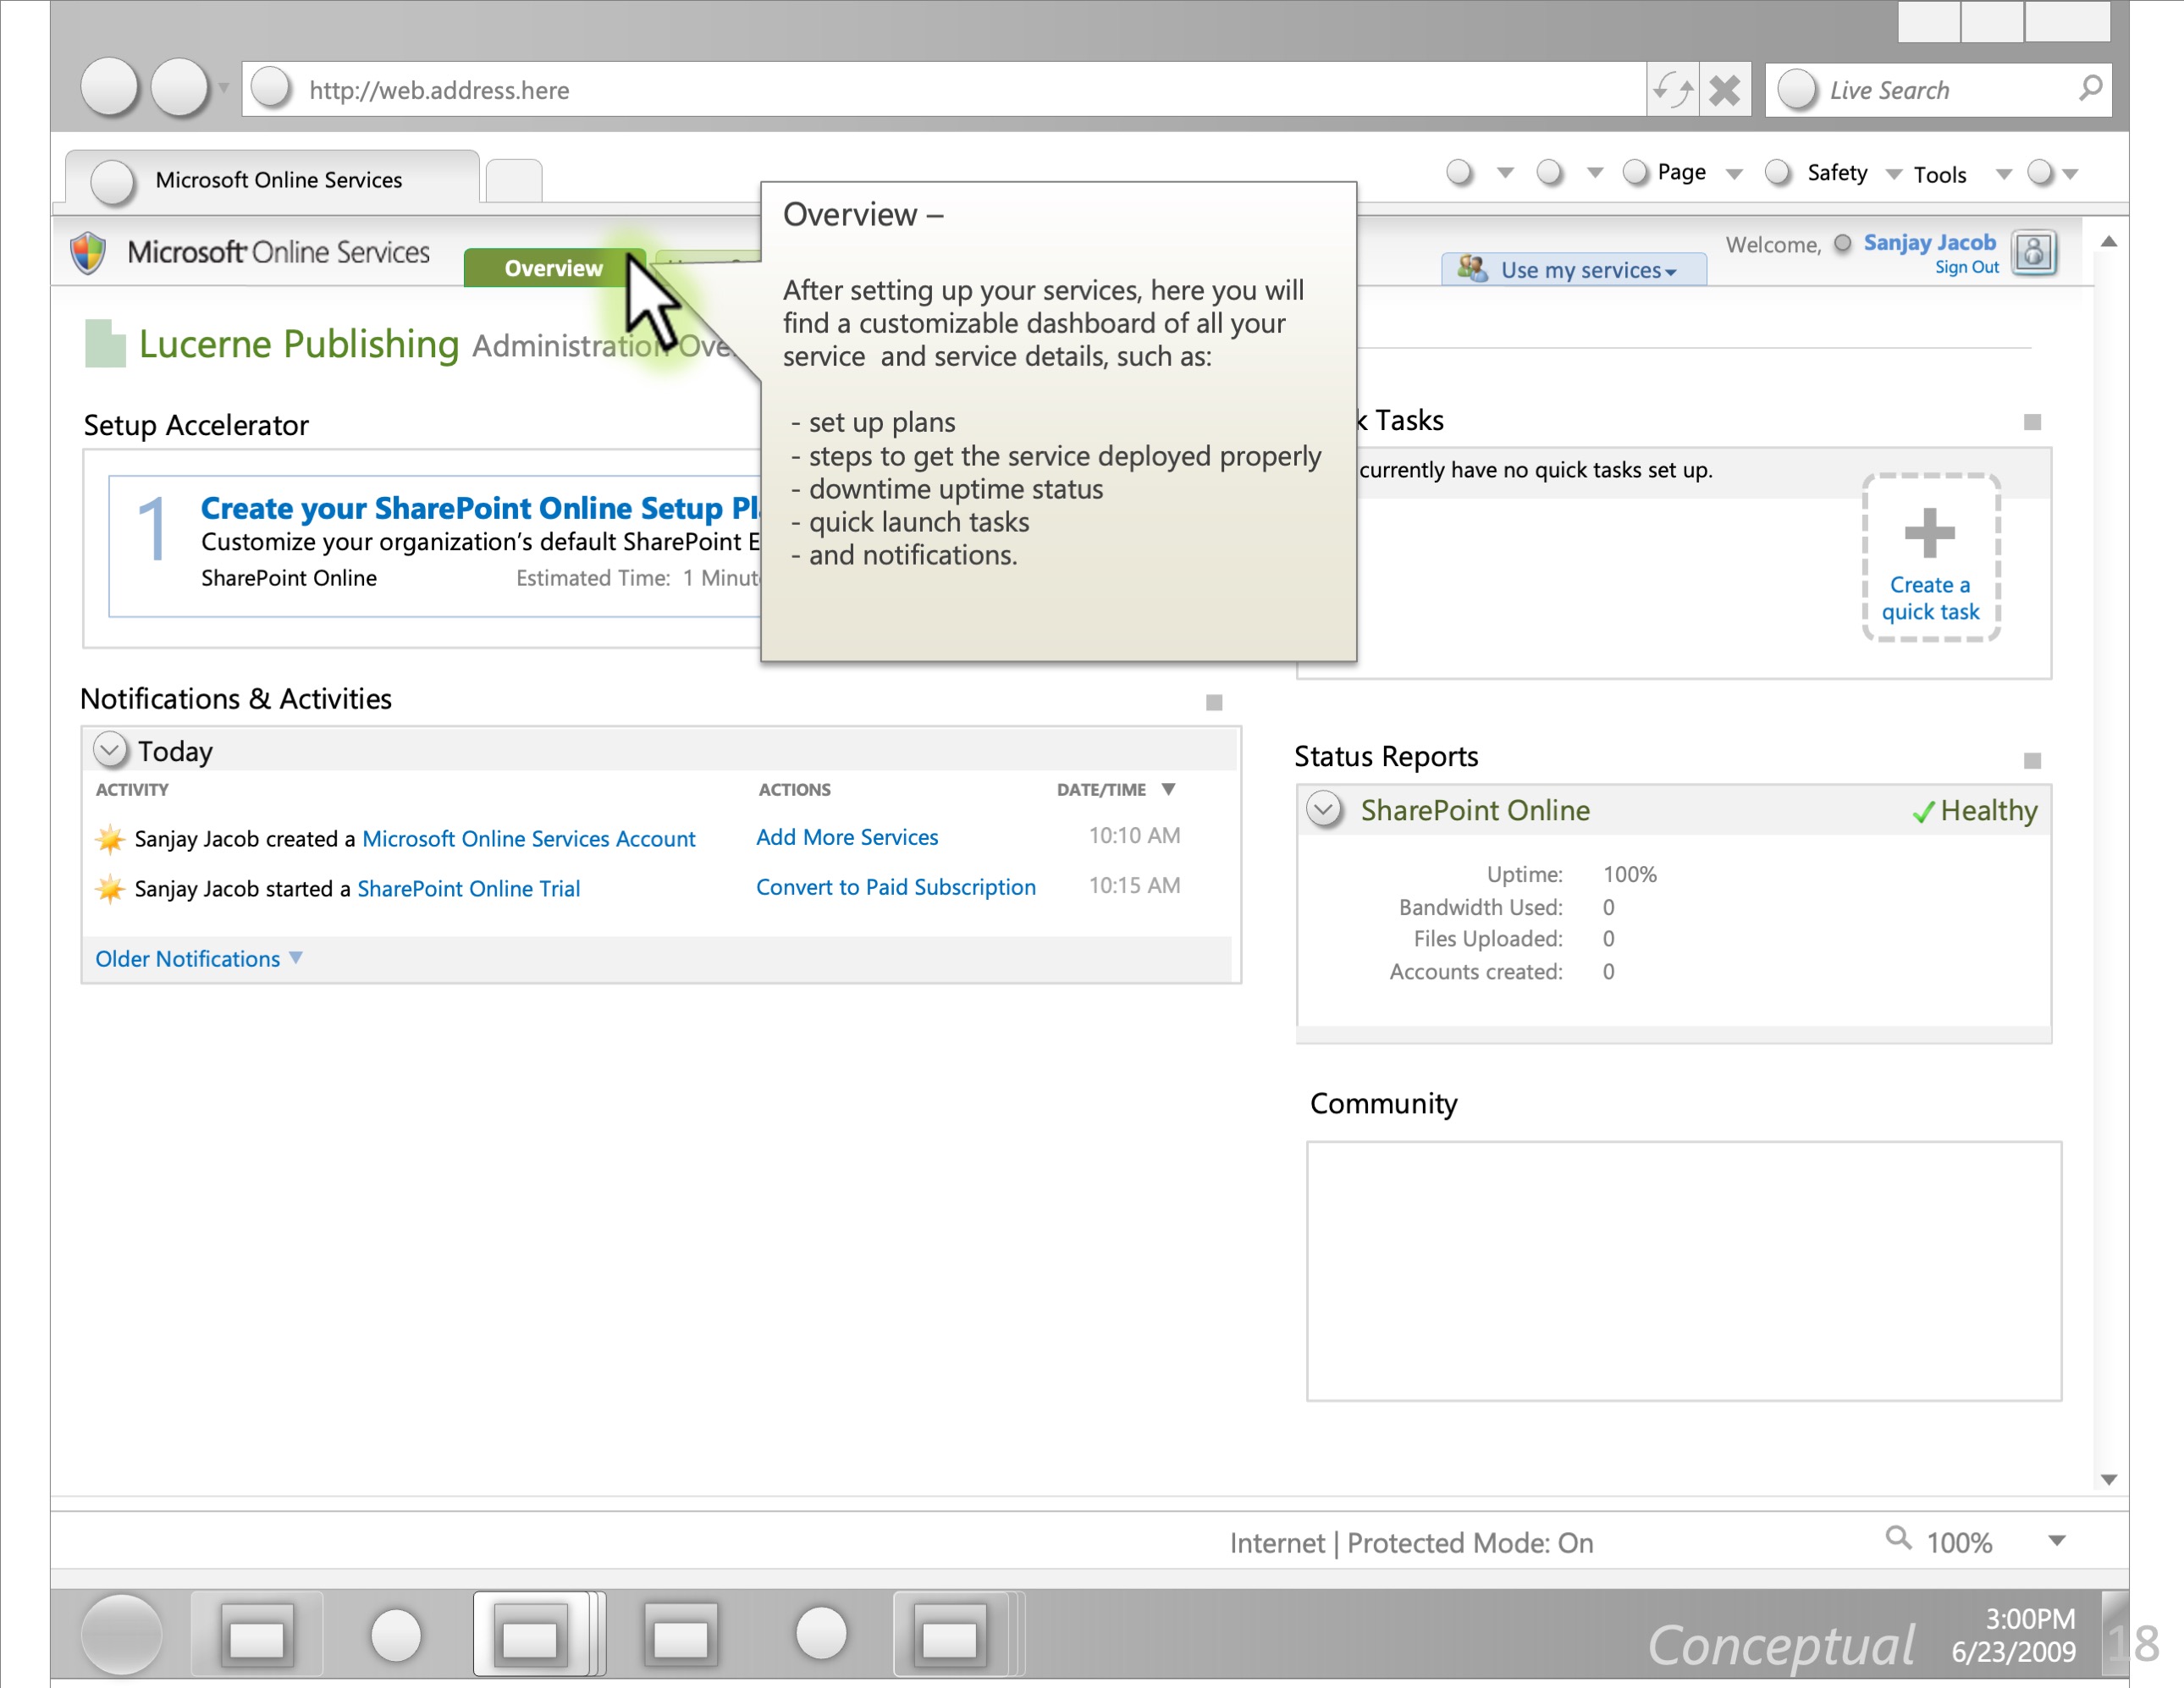 http://web.address.here
Live Search
Microsoft Online Services
Page
Safety
Tools
Microsoft Online Services
Overview
Use my services
Welcome, Sanjay Jacob
Sign Out
Overview –
After setting up your services, here you will
find a customizable dashboard of all your
service and service details, such as:
- set up plans
- steps to get the service deployed properly
- downtime uptime status
- quick launch tasks
- and notifications.
Lucerne Publishing Administration
Setup Accelerator
1
Create your SharePoint Online Setup
Customize your organization's default SharePoint
SharePoint Online
Estimated Time: 1
Tasks
currently have no quick tasks set up.
Create a
quick task
Notifications & Activities
Today
ACTIVITY ACTIONS DATE/TIME
Sanjay Jacob created a Microsoft Online Services Account Add More Services 10:10 AM
Sanjay Jacob started a SharePoint Online Trial Convert to Paid Subscription 10:15 AM
Older Notifications
Status Reports
SharePoint Online Healthy
Uptime: 100%
Bandwidth Used: 0
Files Uploaded: 0
Accounts created: 0
Community
Internet | Protected Mode: On
100%
Conceptual
3:00PM
6/23/2009
18